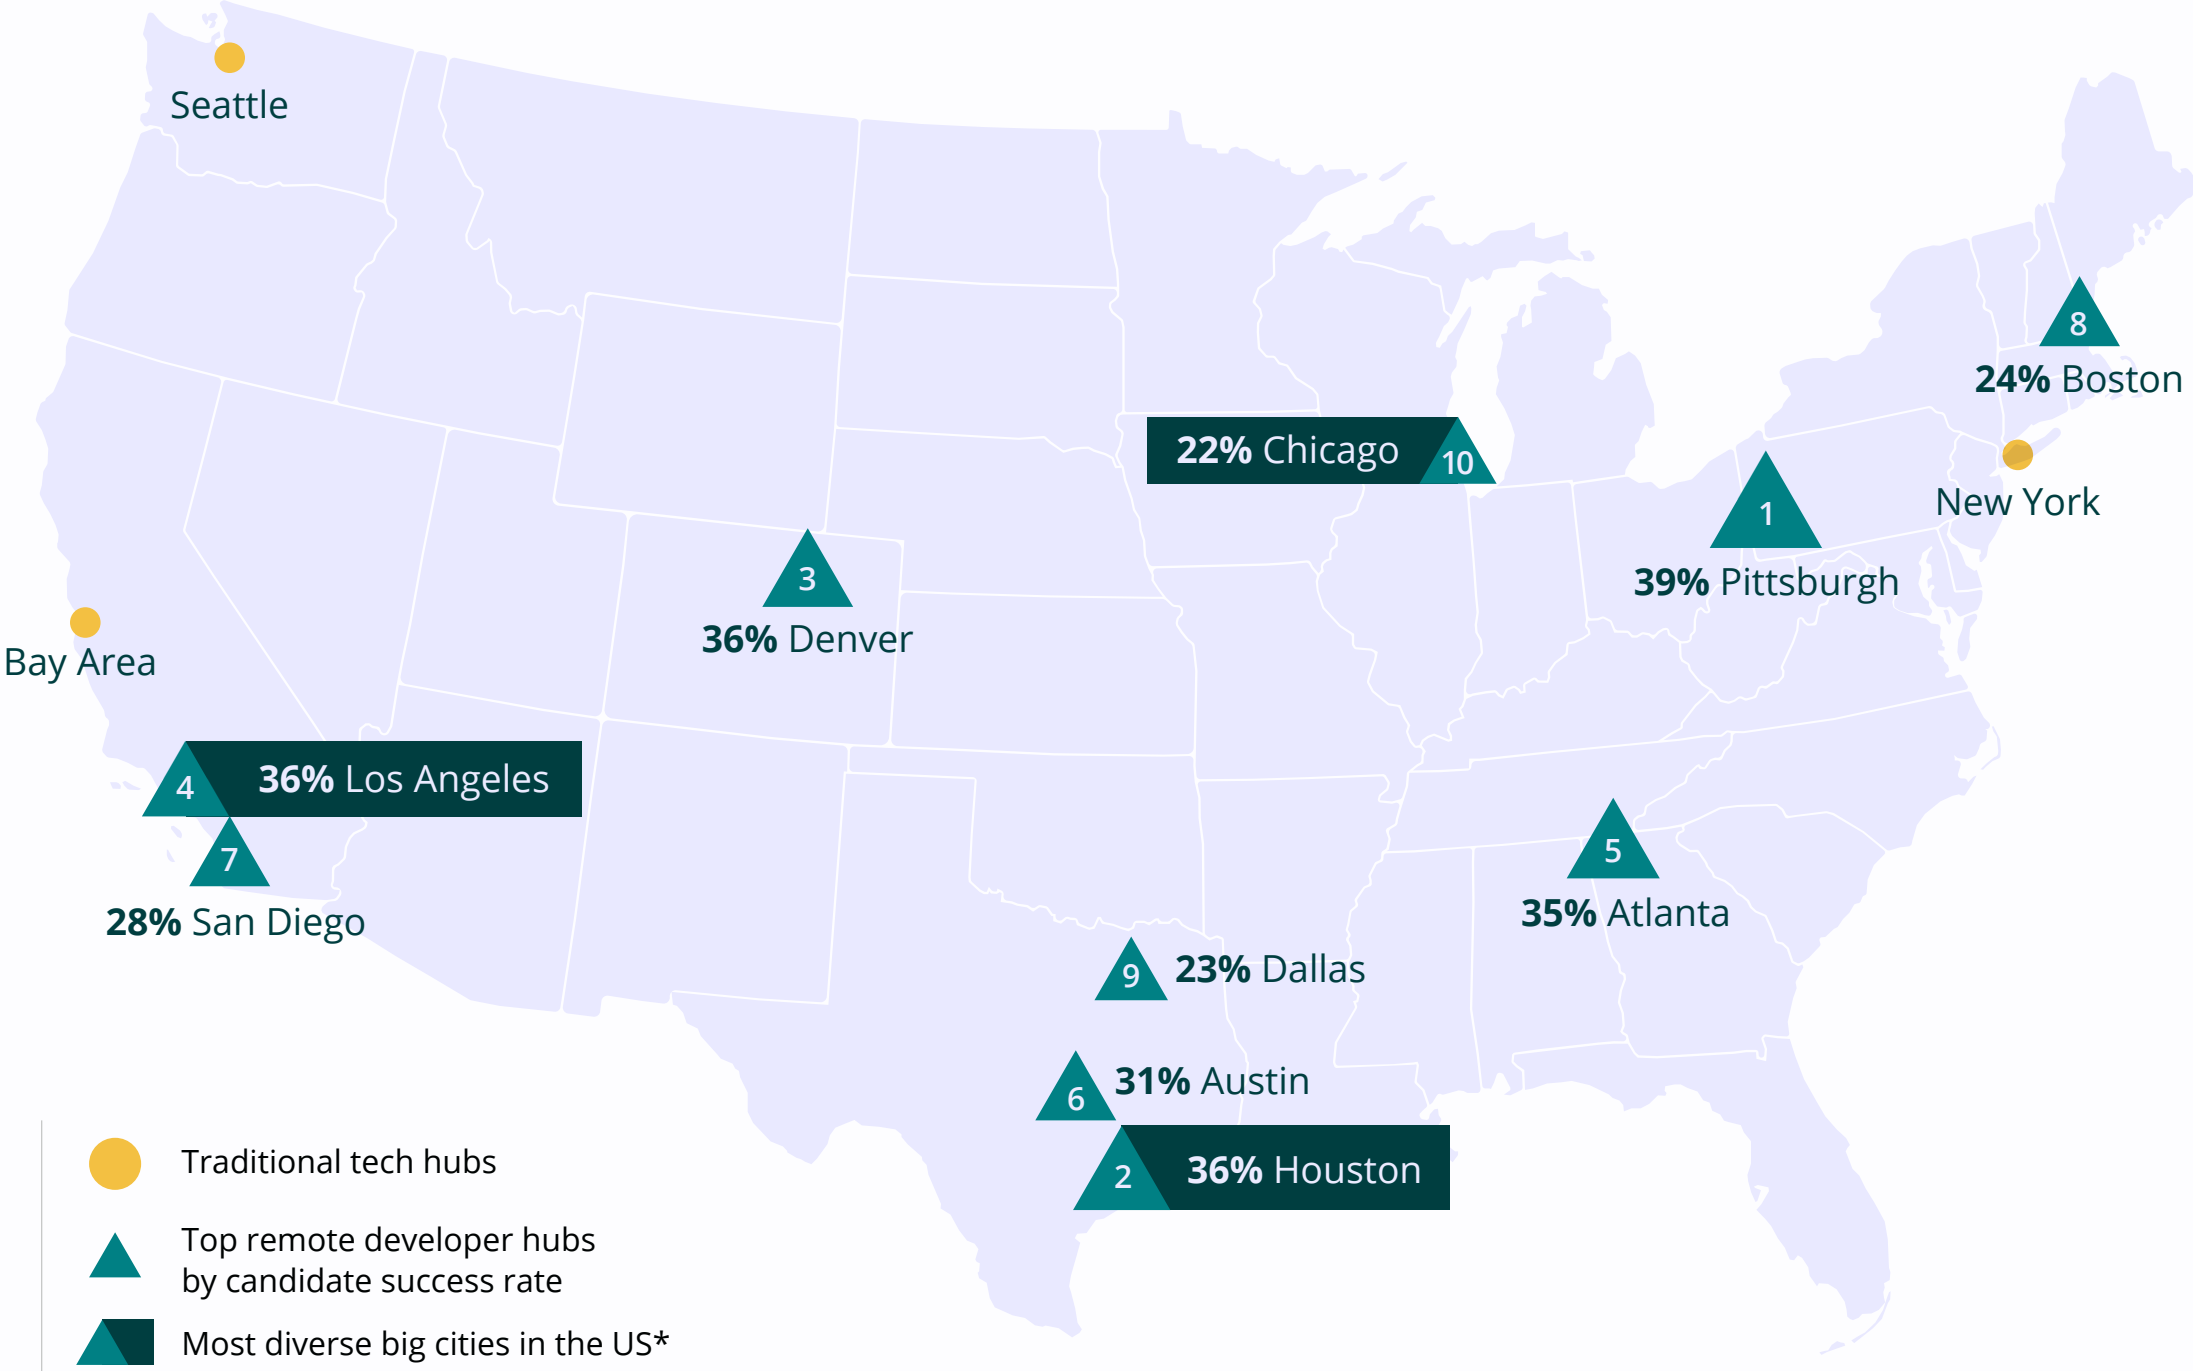 Seattle
8
24% Boston
22% Chicago
10
1
New York
3
39% Pittsburgh
36% Denver
Bay Area
4
36% Los Angeles
5
7
35% Atlanta
28% San Diego
9
23% Dallas
31% Austin
6
2
36% Houston
Traditional tech hubs
Top remote developer hubs
by candidate success rate
Most diverse big cities in the US*